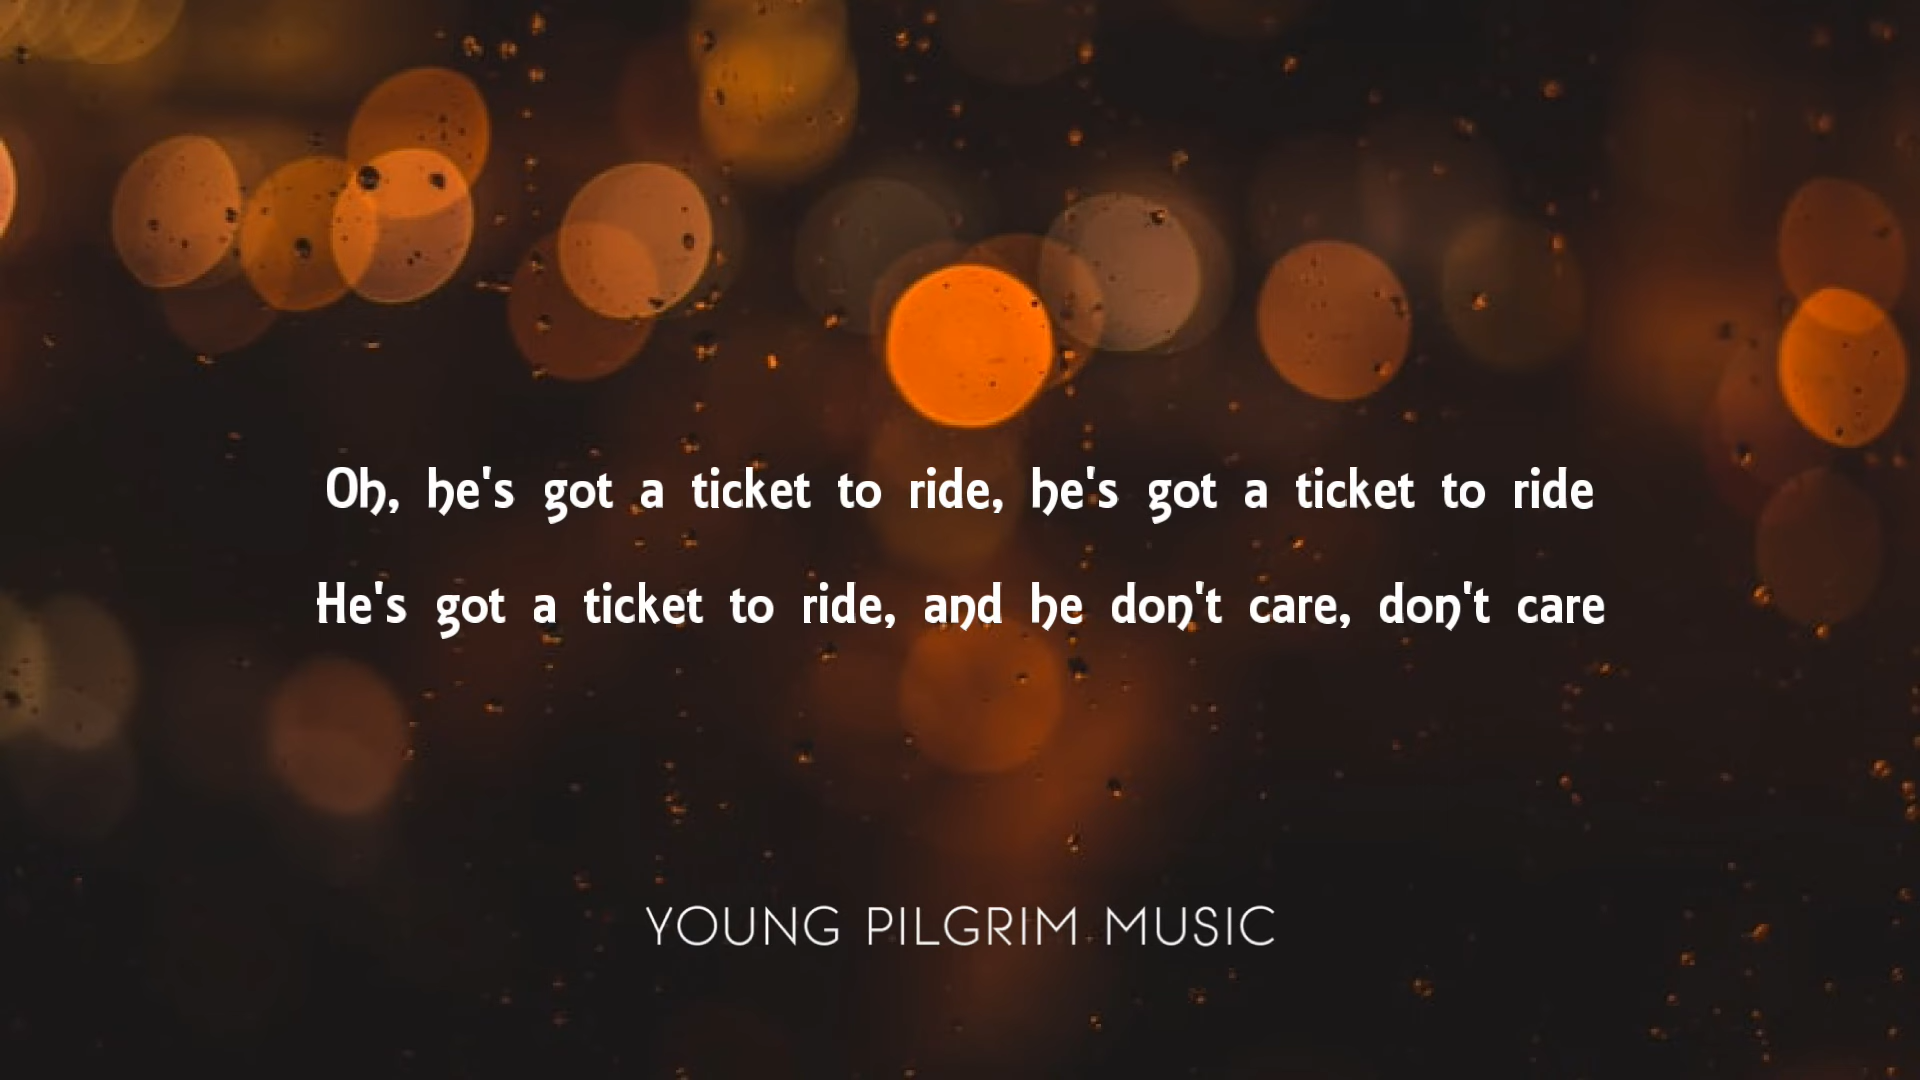 Oh, he's got a ticket to ride, he's got a ticket to ride
He's got a ticket to ride, and he don't care, don't care
YOUNG PILGRIM MUSIC